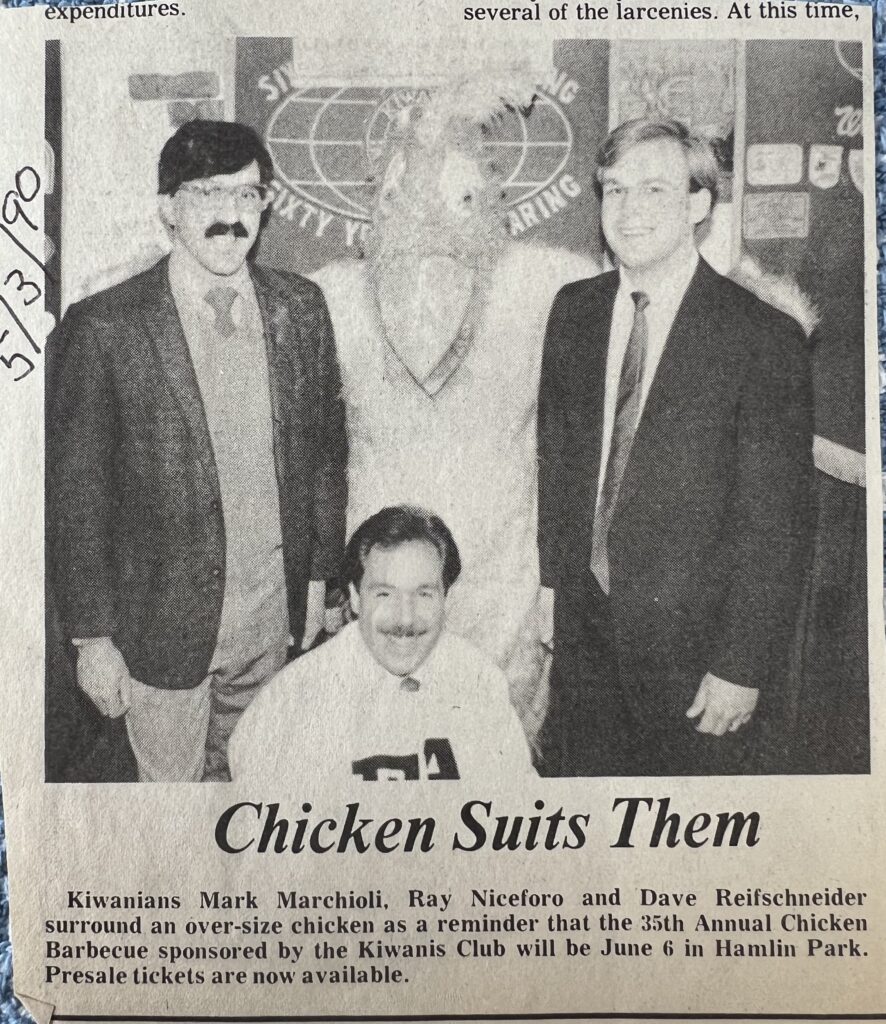 expenditures.
several of the larcenies. At this time,
5/3/90
SIXTY
KIWA
SIXTY
ARING
Chicken Suits Them
Kiwanians Mark Marchioli, Ray Niceforo and Dave Reifschneider
surround an over-size chicken as a reminder that the 35th Annual Chicken
Barbecue sponsored by the Kiwanis Club will be June 6 in Hamlin Park.
Presale tickets are now available.